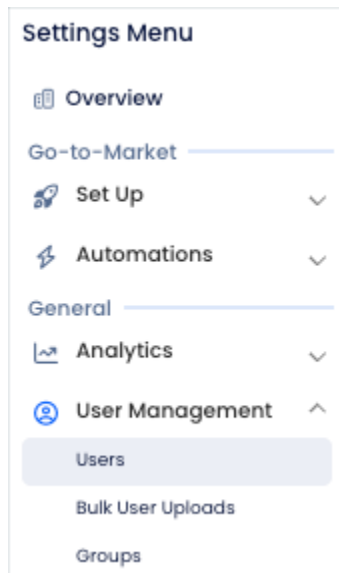 Settings Menu
Overview
Go-to-Market
Set Up
Automations
General
Analytics
User Management
Users
Bulk User Uploads
Groups